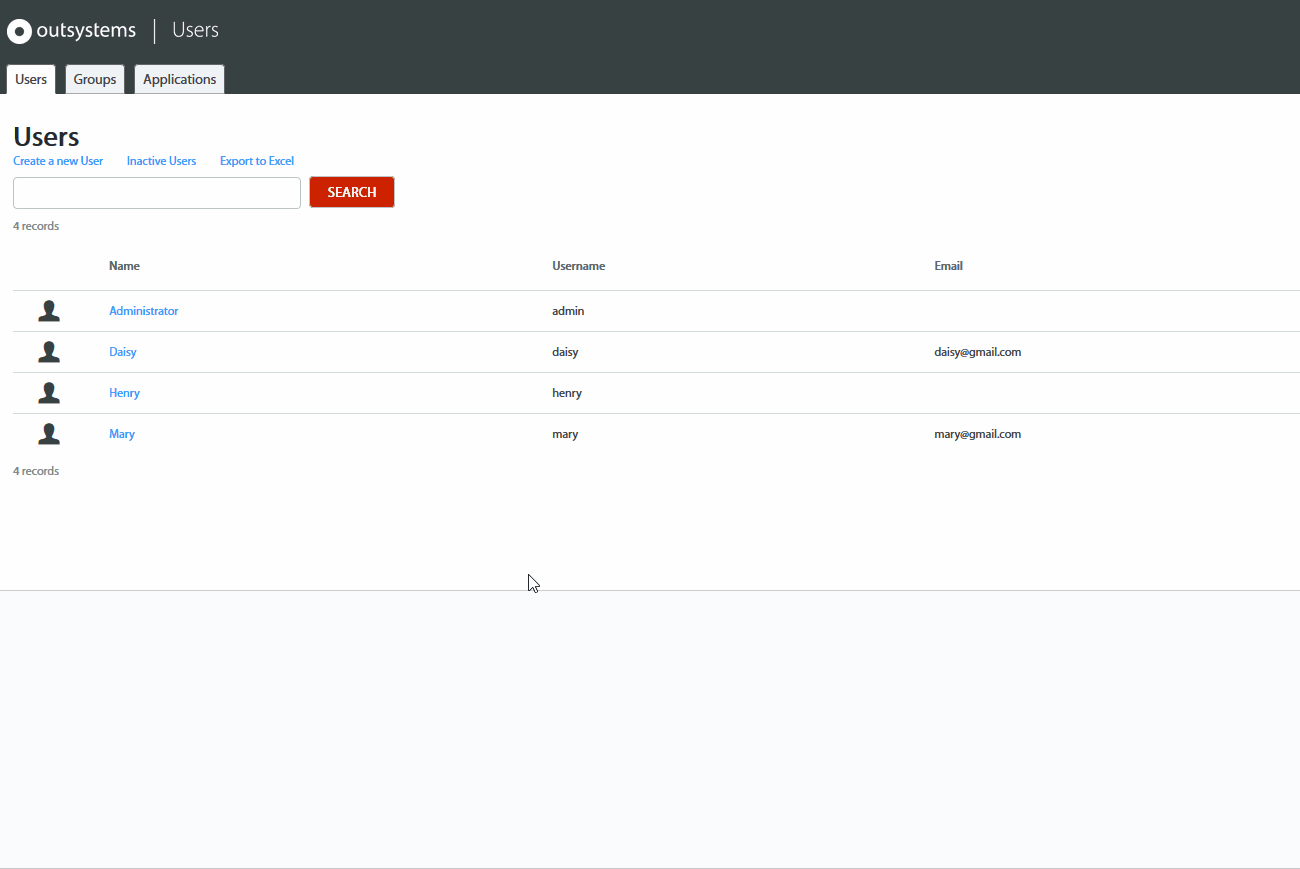 outsystems | Users
Users Groups Applications
Users
Create a new User Inactive Users Export to Excel
SEARCH
4 records
Name Username Email
Administrator admin
Daisy daisy daisy@gmail.com
Henry henry
Mary mary mary@gmail.com
4 records